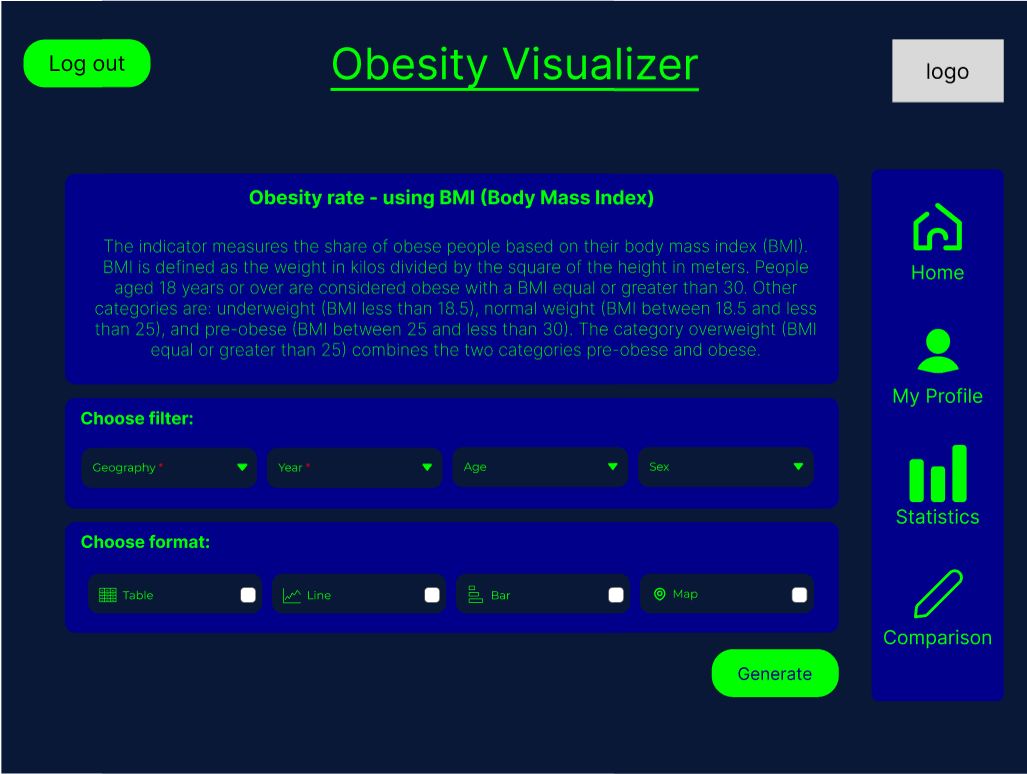 Log out
Obesity Visualizer
logo
Obesity rate - using BMI (Body Mass Index)
The indicator measures the share of obese people based on their body mass index (BMI).
BMI is defined as the weight in kilos divided by the square of the height in meters. People
aged 18 years or over are considered obese with a BMI equal or greater than 30. Other
categories are: underweight (BMI less than 18.5), normal weight (BMI between 18.5 and less
than 25), and pre-obese (BMI between 25 and less than 30). The category overweight (BMI
equal or greater than 25) combines the two categories pre-obese and obese.
Choose filter:
Geography *
Year *
Age
Sex
Choose format:
Table
Line
Bar
Map
Generate
Home
My Profile
Statistics
Comparison